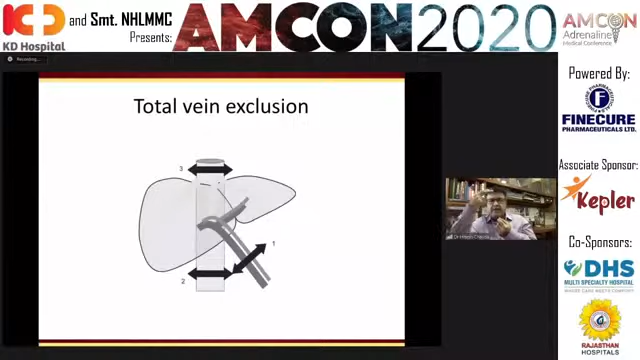 KD
KD Hospital
and Smt. NHLMMC
Presents:
AMCON2020
AMCON
Adrenaline
Medical Conference
Recording...
Total vein exclusion
3
1
2
Powered By:
FINECURE
PHARMACEUTICALS LTD.
Associate Sponsor:
Kepler
Co-Sponsors:
DHS
MULTI SPECIALITY HOSPITAL
RAJASTHAN
HOSPITALS